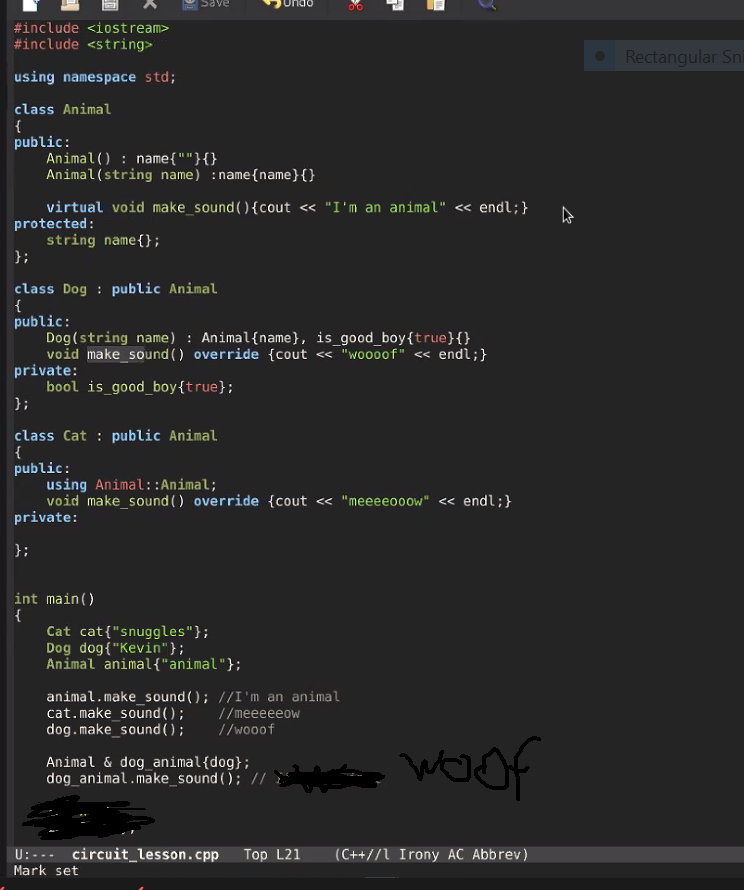 Save Undo
Rectangular Sni
#include <iostream>
#include <string>
using namespace std;
class Animal
{
public:
Animal() : name{""}{}
Animal(string name) :name{name}{}
virtual void make_sound(){cout << "I'm an animal" << endl;}
protected:
string name{};
};
class Dog : public Animal
{
public:
Dog(string name) : Animal{name}, is_good_boy{true}{}
void make_sound() override {cout << "woooof" << endl;}
private:
bool is_good_boy{true};
};
class Cat : public Animal
{
public:
using Animal::Animal;
void make_sound() override {cout << "meeeeooow" << endl;}
private:
};
int main()
{
Cat cat{"snuggles"};
Dog dog{"Kevin"};
Animal animal{"animal"};
animal.make_sound(); //I'm an animal
cat.make_sound(); //meeeeeow
dog.make_sound(); //wooof
Animal & dog_animal{dog};
dog_animal.make_sound(); // woof
U:--- circuit_lesson.cpp Top L21 (C++//l Irony AC Abbrev)
Mark set